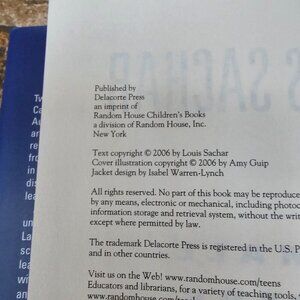 Published by
Delacorte Press
an imprint of
Random House Children's Books
a division of Random House, Inc.
New York
Text copyright © 2006 by Louis Sachar
Cover illustration copyright © 2006 by Amy Guip
Jacket design by Isabel Warren-Lynch
All rights reserved. No part of this book may be reproduced
by any means, electronic or mechanical, including photoc
information storage and retrieval system, without the writ
except where permitted by law.
The trademark Delacorte Press is registered in the U.S. P
and in other countries.
Visit us on the Web! www.randomhouse.com/teens
Educators and librarians, for a variety of teaching tools,
www.randomhouse.com/